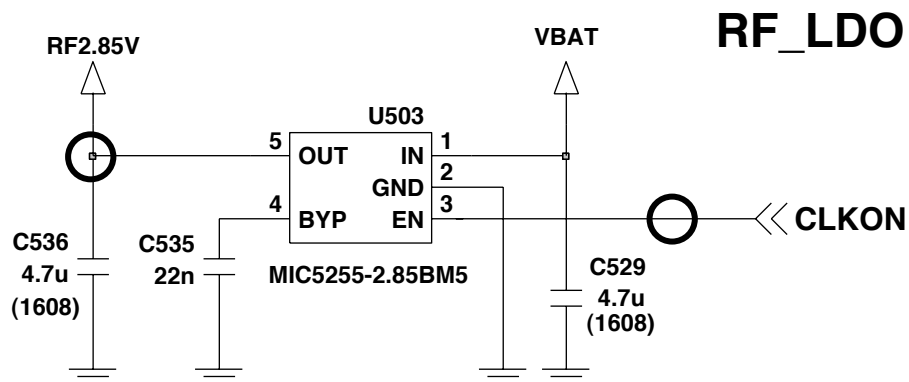 RF_LDO
RF2.85V
VBAT
U503
5 OUT IN 1
GND 2
4 BYP EN 3
CLKON
C536
4.7u
(1608)
C535
22n
MIC5255-2.85BM5
C529
4.7u
(1608)